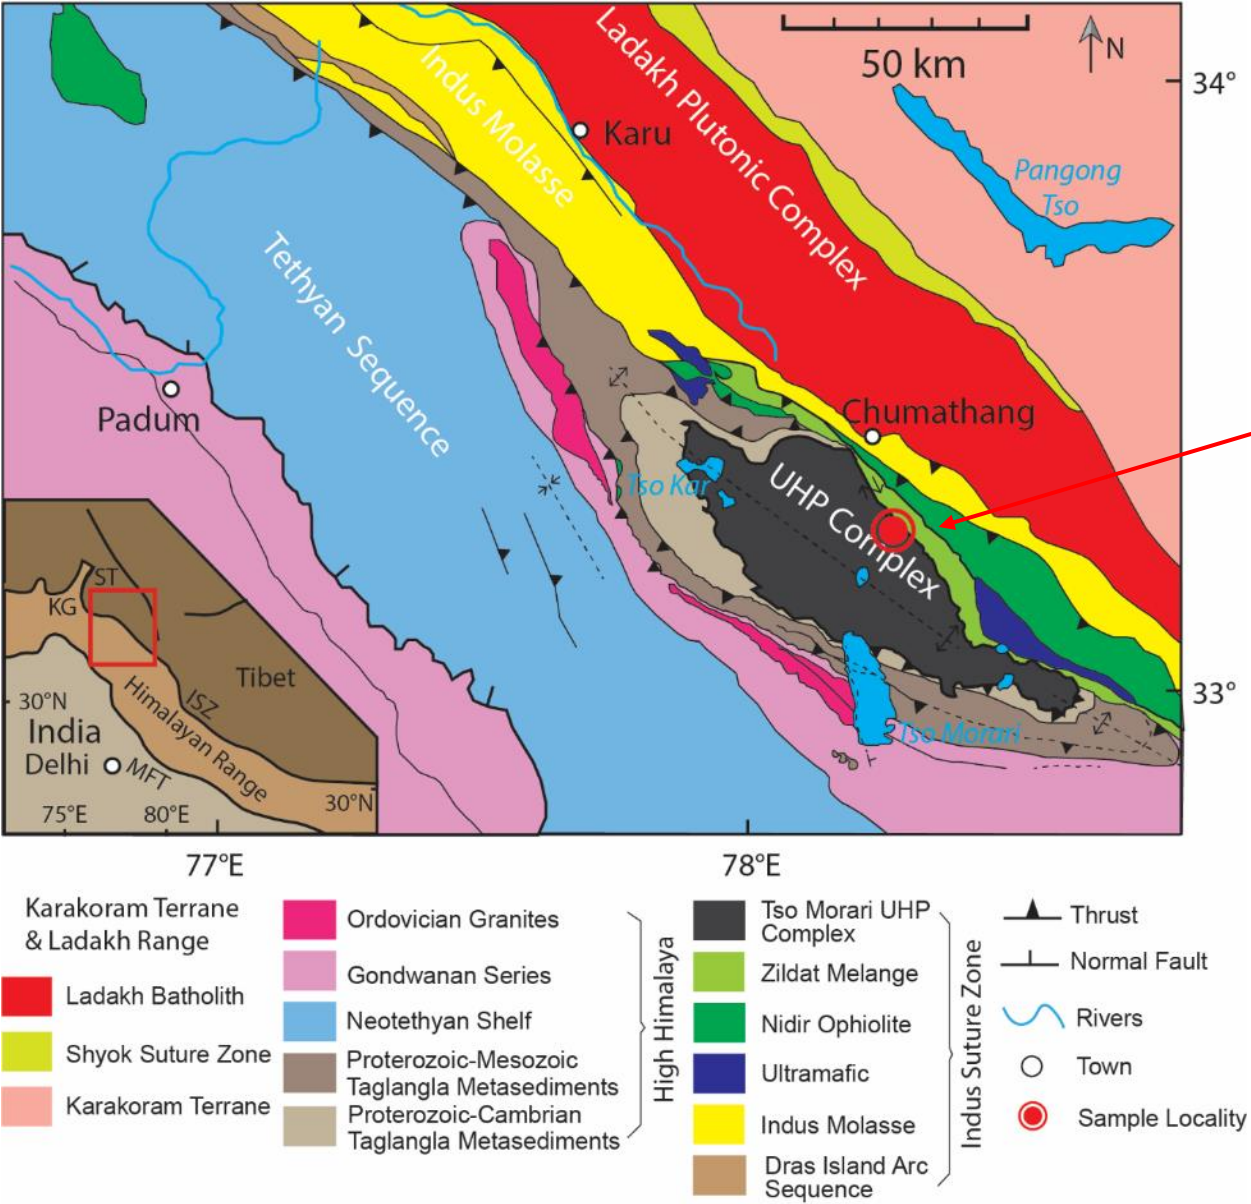 Ladakh Plutonic Complex
50 km
N
34°
Indus Molasse
Karu
Pangong
Tso
Tethyan Sequence
Padum
Chumathang
Tso Kar
UHP Complex
33°
Tso Morari
ST
KG
Tibet
ISZ
30°N
Himalayan Range
India
Delhi
MFT
30°N
75°E
80°E
77°E
78°E
Karakoram Terrane
& Ladakh Range
Ladakh Batholith
Shyok Suture Zone
Karakoram Terrane
Ordovician Granites
Gondwanan Series
Neotethyan Shelf
Proterozoic-Mesozoic
Taglangla Metasediments
Proterozoic-Cambrian
Taglangla Metasediments
High Himalaya
Tso Morari UHP
Complex
Zildat Melange
Nidir Ophiolite
Ultramafic
Indus Molasse
Dras Island Arc
Sequence
Indus Suture Zone
Thrust
Normal Fault
Rivers
Town
Sample Locality